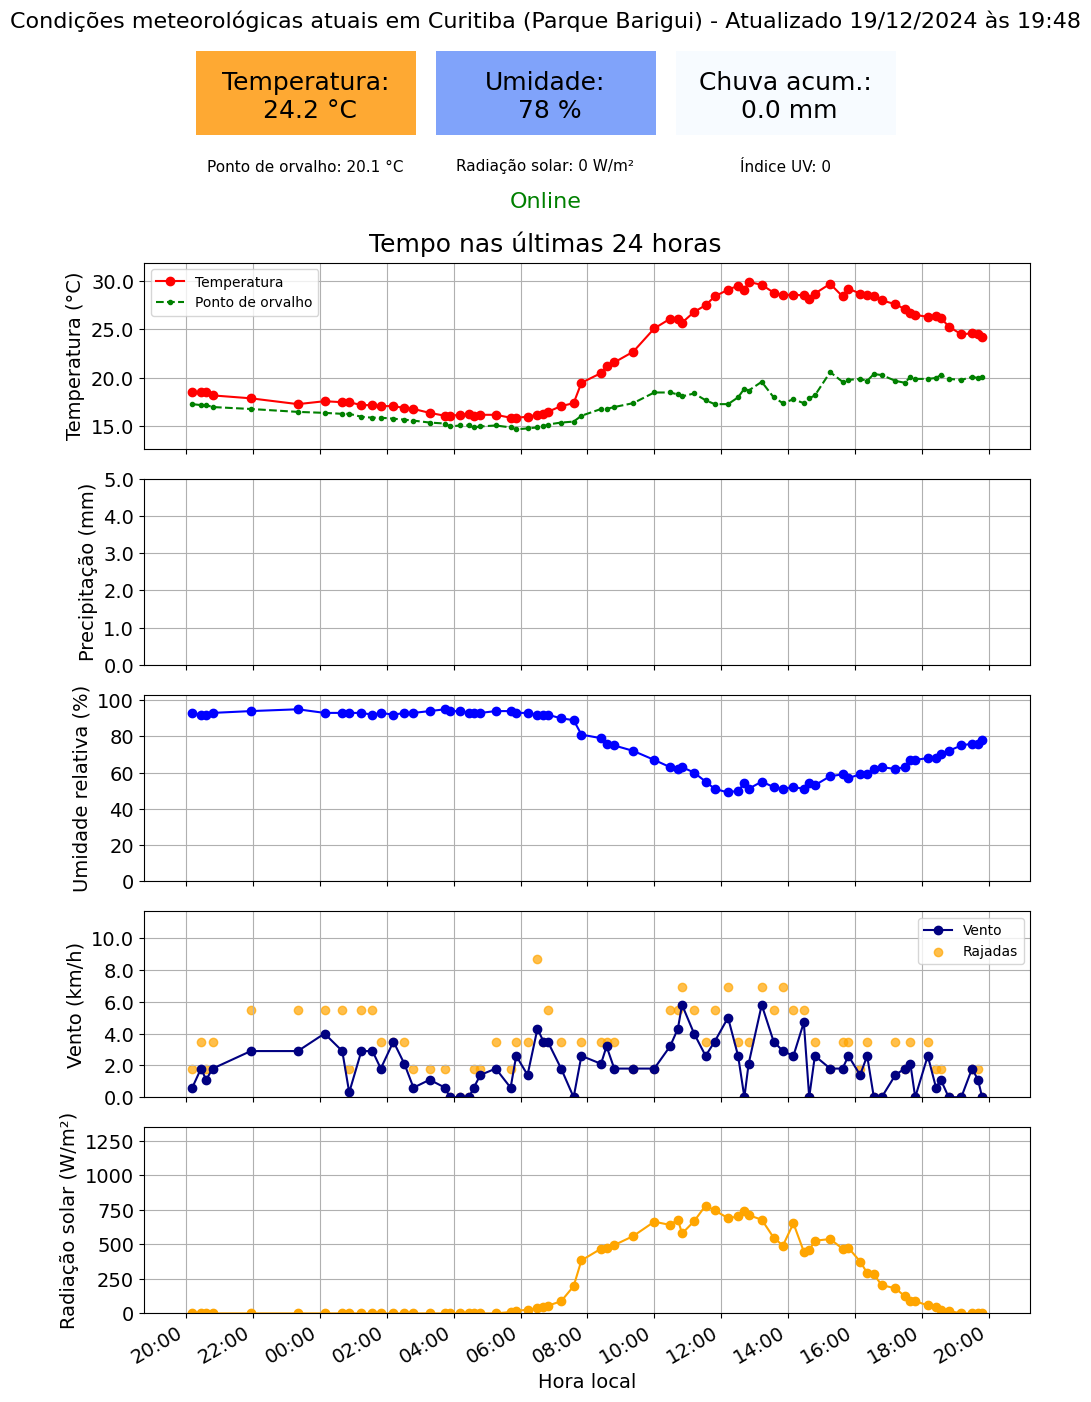 Condições meteorológicas atuais em Curitiba (Parque Barigui) - Atualizado 19/12/2024 às 19:48
Temperatura:
24.2 °C
Umidade:
78 %
Chuva acum.:
0.0 mm
Ponto de orvalho: 20.1 °C
Radiação solar: 0 W/m²
Índice UV: 0
Online
Tempo nas últimas 24 horas
Temperatura (°C)
30.0
25.0
20.0
15.0
Temperatura
Ponto de orvalho
Precipitação (mm)
5.0
4.0
3.0
2.0
1.0
0.0
Umidade relativa (%)
100
80
60
40
20
0
Vento (km/h)
10.0
8.0
6.0
4.0
2.0
0.0
Vento
Rajadas
Radiação solar (W/m²)
1250
1000
750
500
250
0
20:00
22:00
00:00
02:00
04:00
06:00
08:00
10:00
12:00
14:00
16:00
18:00
20:00
Hora local